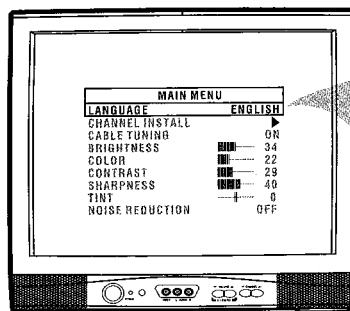 MAIN MENU
LANGUAGE ENGLISH
CHANNEL INSTALL ▶
CABLE TUNING ON
BRIGHTNESS 34
COLOR 22
CONTRAST 29
SHARPNESS 40
TINT 0
NOISE REDUCTION OFF